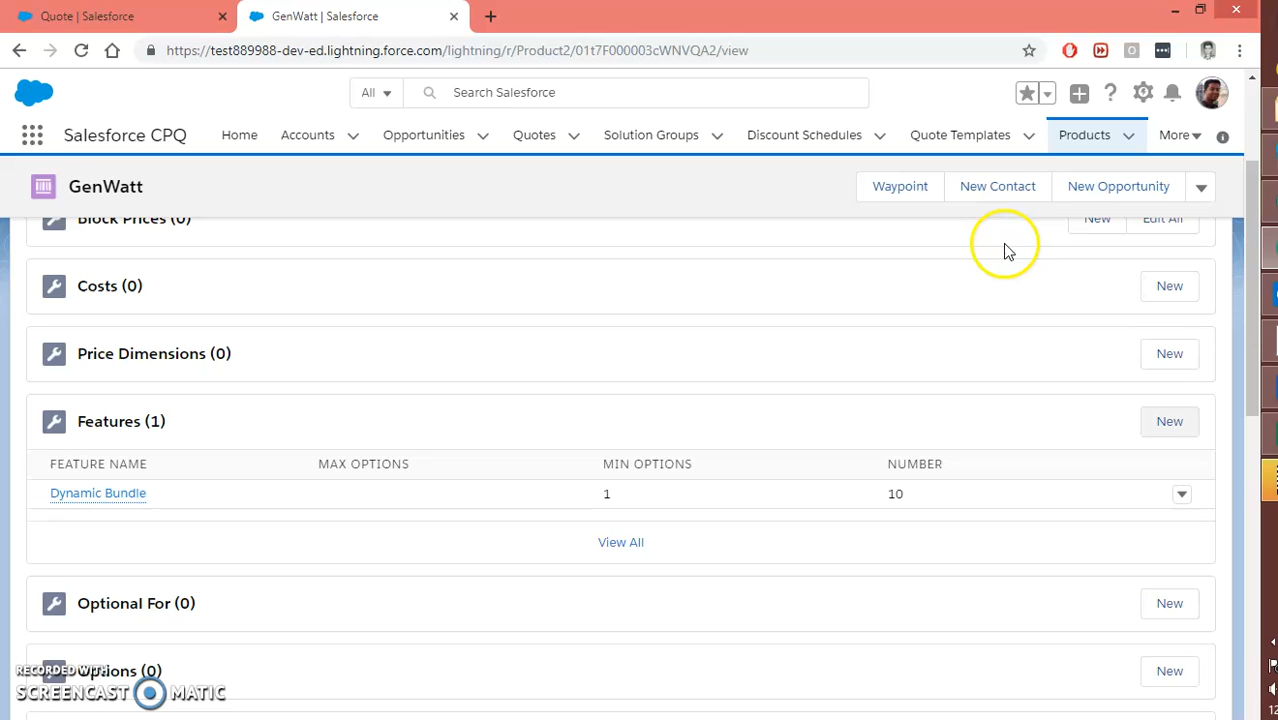 Quote | Salesforce
GenWatt | Salesforce
https://test889988-dev-ed.lightning.force.com/lightning/r/Product2/01t7F000003cWNVQA2/view
All
Search Salesforce
Salesforce CPQ
Home
Accounts
Opportunities
Quotes
Solution Groups
Discount Schedules
Quote Templates
Products
More
GenWatt
Waypoint
New Contact
New Opportunity
Block Prices (0)
New
Edit All
Costs (0)
New
Price Dimensions (0)
New
Features (1)
New
FEATURE NAME
MAX OPTIONS
MIN OPTIONS
NUMBER
Dynamic Bundle
1
10
View All
Optional For (0)
New
Options (0)
New
RECORDED WITH
SCREENCAST MATIC